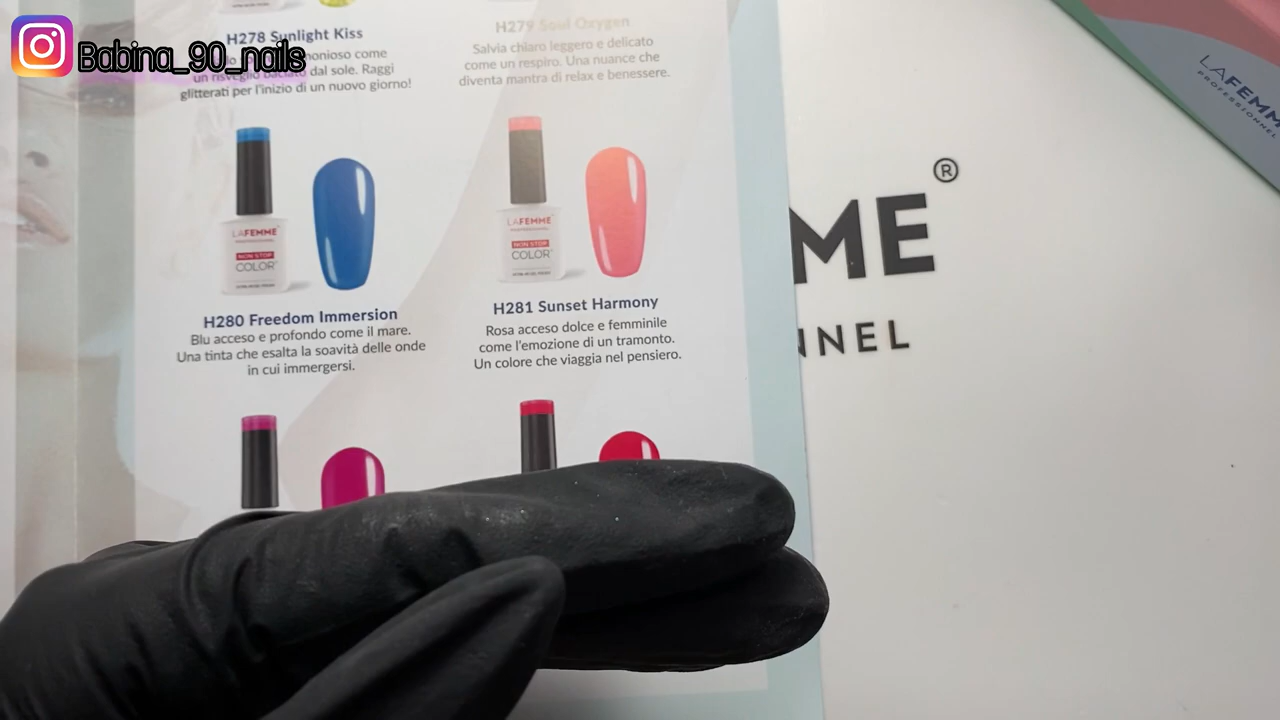 Babina_90_nails
H278 Sunlight Kiss
monioso come
un risveglio baciato dal sole. Raggi
glitterati per l'inizio di un nuovo giorno!
H279 Soul Oxygen
Salvia chiaro leggero e delicato
come un respiro. Una nuance che
diventa mantra di relax e benessere.
LAFEMME
NON STOP
COLOR
H280 Freedom Immersion
Blu acceso e profondo come il mare.
Una tinta che esalta la soavità delle onde
in cui immergersi.
LAFEMME
NON STOP
COLOR
H281 Sunset Harmony
Rosa acceso dolce e femminile
come l'emozione di un tramonto.
Un colore che viaggia nel pensiero.
ME®
NNEL
LAFEMM
PROFESSIONNEL